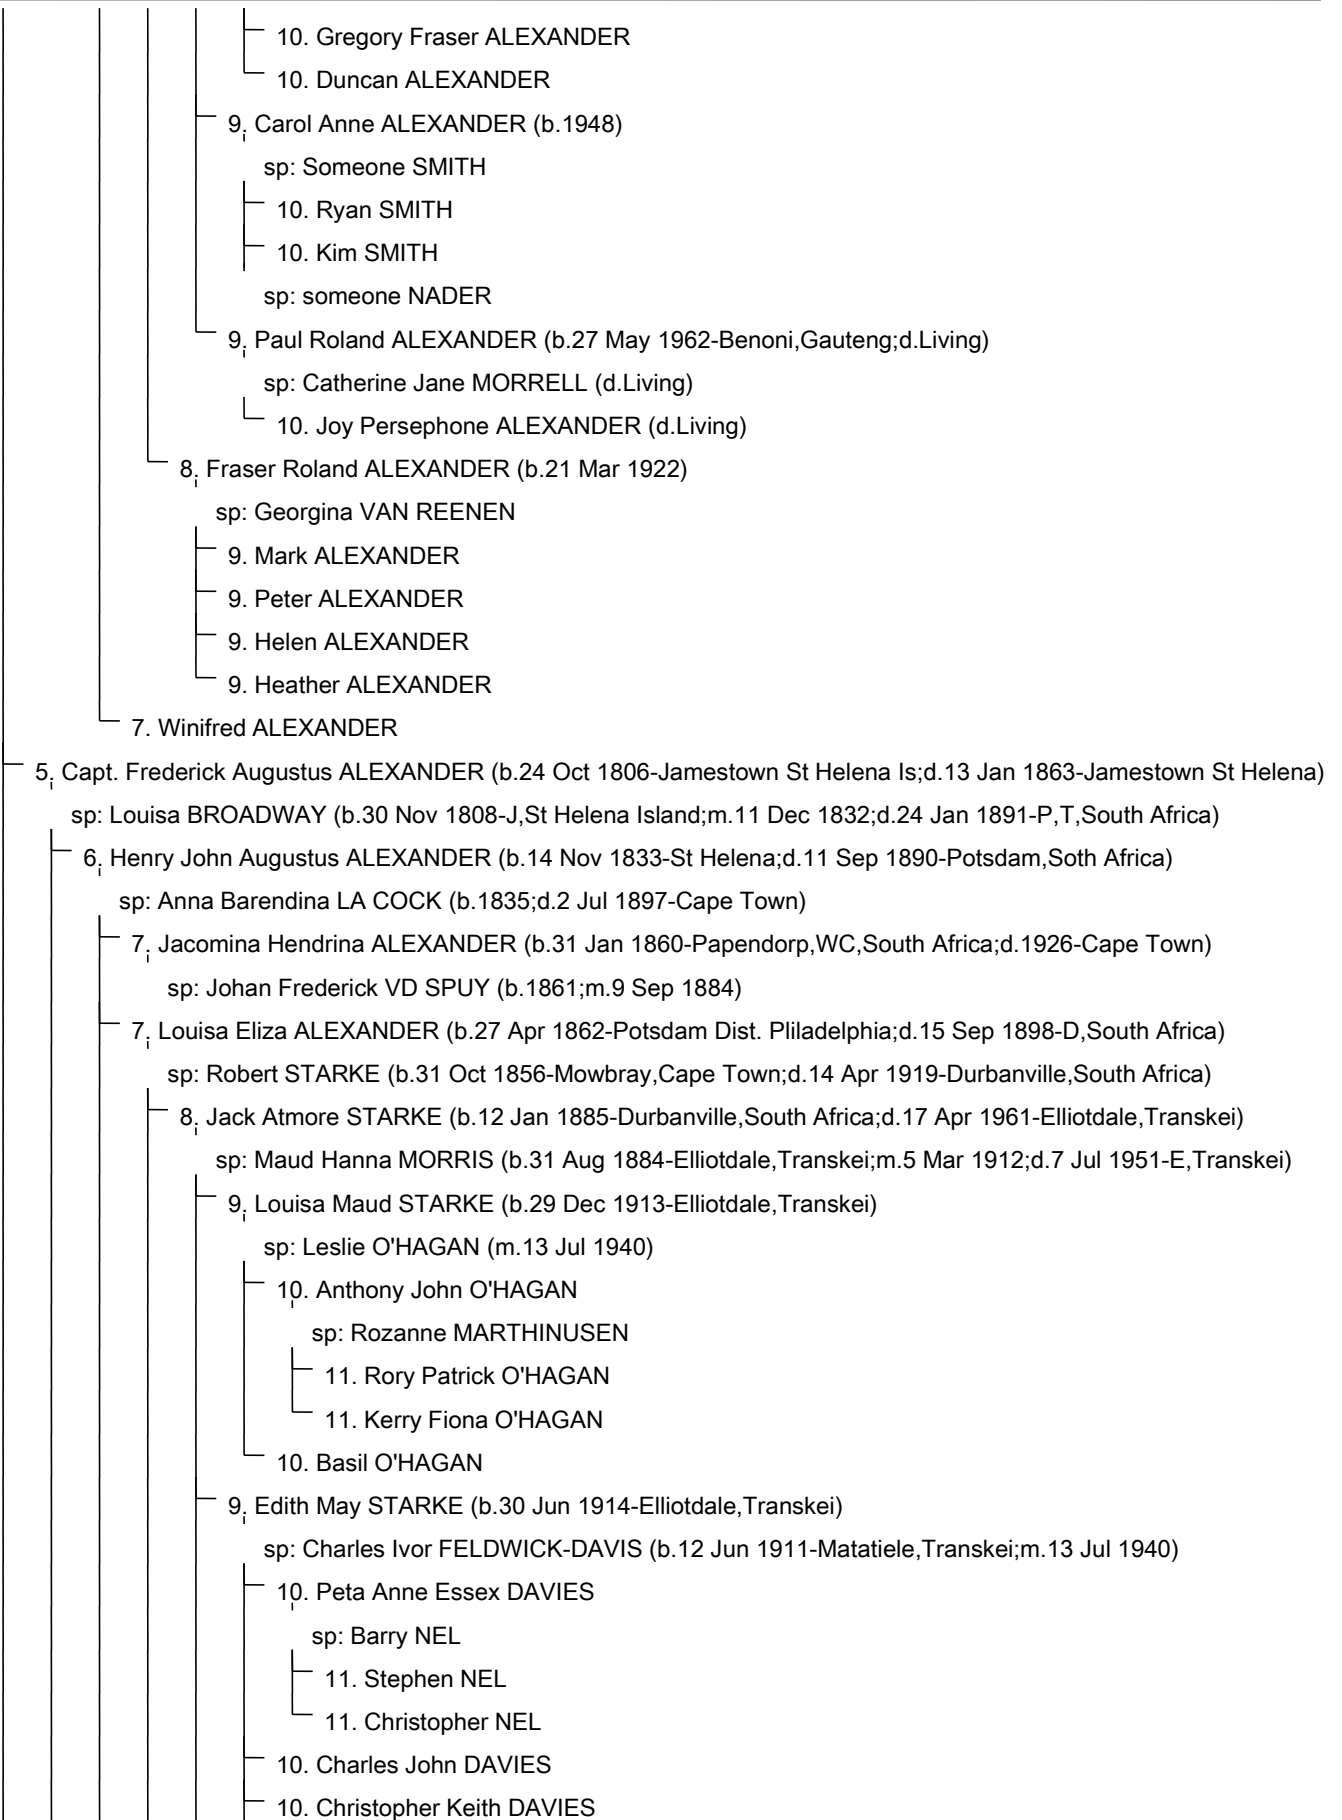 10. Gregory Fraser ALEXANDER
10. Duncan ALEXANDER
9. Carol Anne ALEXANDER (b.1948)
sp: Someone SMITH
10. Ryan SMITH
10. Kim SMITH
sp: someone NADER
9. Paul Roland ALEXANDER (b.27 May 1962-Benoni,Gauteng;d.Living)
sp: Catherine Jane MORRELL (d.Living)
10. Joy Persephone ALEXANDER (d.Living)
8. Fraser Roland ALEXANDER (b.21 Mar 1922)
sp: Georgina VAN REENEN
9. Mark ALEXANDER
9. Peter ALEXANDER
9. Helen ALEXANDER
9. Heather ALEXANDER
7. Winifred ALEXANDER
5. Capt. Frederick Augustus ALEXANDER (b.24 Oct 1806-Jamestown St Helena Is;d.13 Jan 1863-Jamestown St Helena)
sp: Louisa BROADWAY (b.30 Nov 1808-J,St Helena Island;m.11 Dec 1832;d.24 Jan 1891-P,T,South Africa)
6. Henry John Augustus ALEXANDER (b.14 Nov 1833-St Helena;d.11 Sep 1890-Potsdam,Soth Africa)
sp: Anna Barendina LA COCK (b.1835;d.2 Jul 1897-Cape Town)
7. Jacomina Hendrina ALEXANDER (b.31 Jan 1860-Papendorp,WC,South Africa;d.1926-Cape Town)
sp: Johan Frederick VD SPUY (b.1861;m.9 Sep 1884)
7. Louisa Eliza ALEXANDER (b.27 Apr 1862-Potsdam Dist. Pliladelphia;d.15 Sep 1898-D,South Africa)
sp: Robert STARKE (b.31 Oct 1856-Mowbray,Cape Town;d.14 Apr 1919-Durbanville,South Africa)
8. Jack Atmore STARKE (b.12 Jan 1885-Durbanville,South Africa;d.17 Apr 1961-Elliotdale,Transkei)
sp: Maud Hanna MORRIS (b.31 Aug 1884-Elliotdale,Transkei;m.5 Mar 1912;d.7 Jul 1951-E,Transkei)
9. Louisa Maud STARKE (b.29 Dec 1913-Elliotdale,Transkei)
sp: Leslie O'HAGAN (m.13 Jul 1940)
10. Anthony John O'HAGAN
sp: Rozanne MARTHINUSEN
11. Rory Patrick O'HAGAN
11. Kerry Fiona O'HAGAN
10. Basil O'HAGAN
9. Edith May STARKE (b.30 Jun 1914-Elliotdale,Transkei)
sp: Charles Ivor FELDWICK-DAVIS (b.12 Jun 1911-Matatiele,Transkei;m.13 Jul 1940)
10. Peta Anne Essex DAVIES
sp: Barry NEL
11. Stephen NEL
11. Christopher NEL
10. Charles John DAVIES
10. Christopher Keith DAVIES